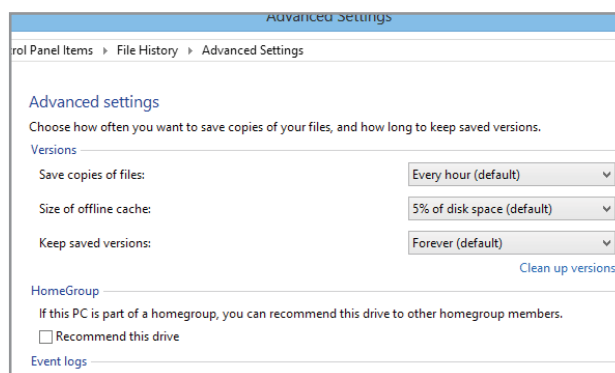 Advanced Settings
rol Panel Items ▸ File History ▸ Advanced Settings
Advanced settings
Choose how often you want to save copies of your files, and how long to keep saved versions.
Versions
Save copies of files: Every hour (default)
Size of offline cache: 5% of disk space (default)
Keep saved versions: Forever (default)
Clean up versions
HomeGroup
If this PC is part of a homegroup, you can recommend this drive to other homegroup members.
Recommend this drive
Event logs